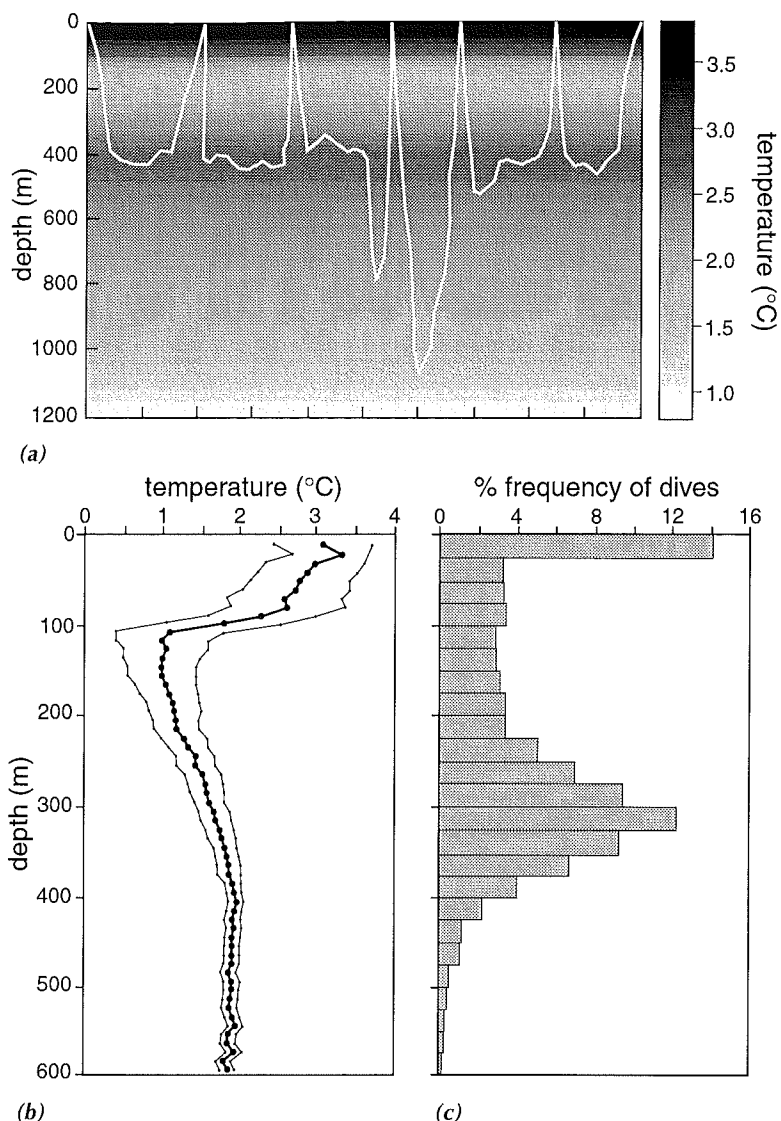 0
200
400
600
800
1000
1200
depth (m)
3.5
3.0
2.5
2.0
1.5
1.0
temperature (°C)
(a)
temperature (°C)
0 1 2 3 4
0
100
200
300
400
500
600
depth (m)
(b)
% frequency of dives
0 4 8 12 16
(c)